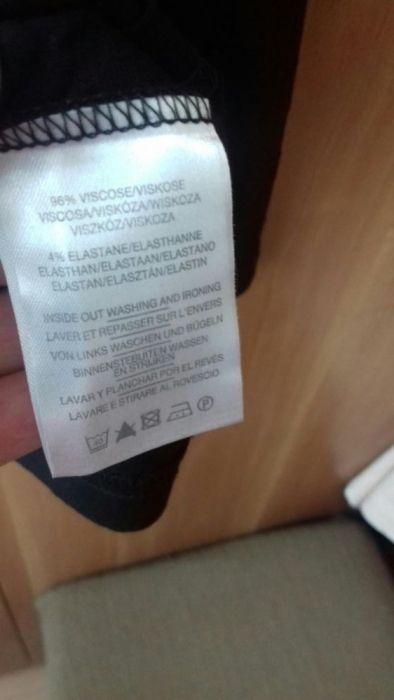 96% VISCOSE/VISKOSE
VISCOSA/VISKÓZA/WISKOZA
VISZKÓZ/VISKOZA
4% ELASTANE/ELASTHANNE
ELASTHAN/ELASTAAN/ELASTANO
ELASTAN/ELASZTÁN/ELASTIN
INSIDE OUT WASHING AND IRONING
LAVER ET REPASSER SUR L'ENVERS
VON LINKS WASCHEN UND BÜGELN
BINNENSTEBUITEN WASSEN
EN STRIJKEN
LAVAR Y PLANCHAR POR EL REVÉS
LAVARE E STIRARE AL ROVESCIO
40 P